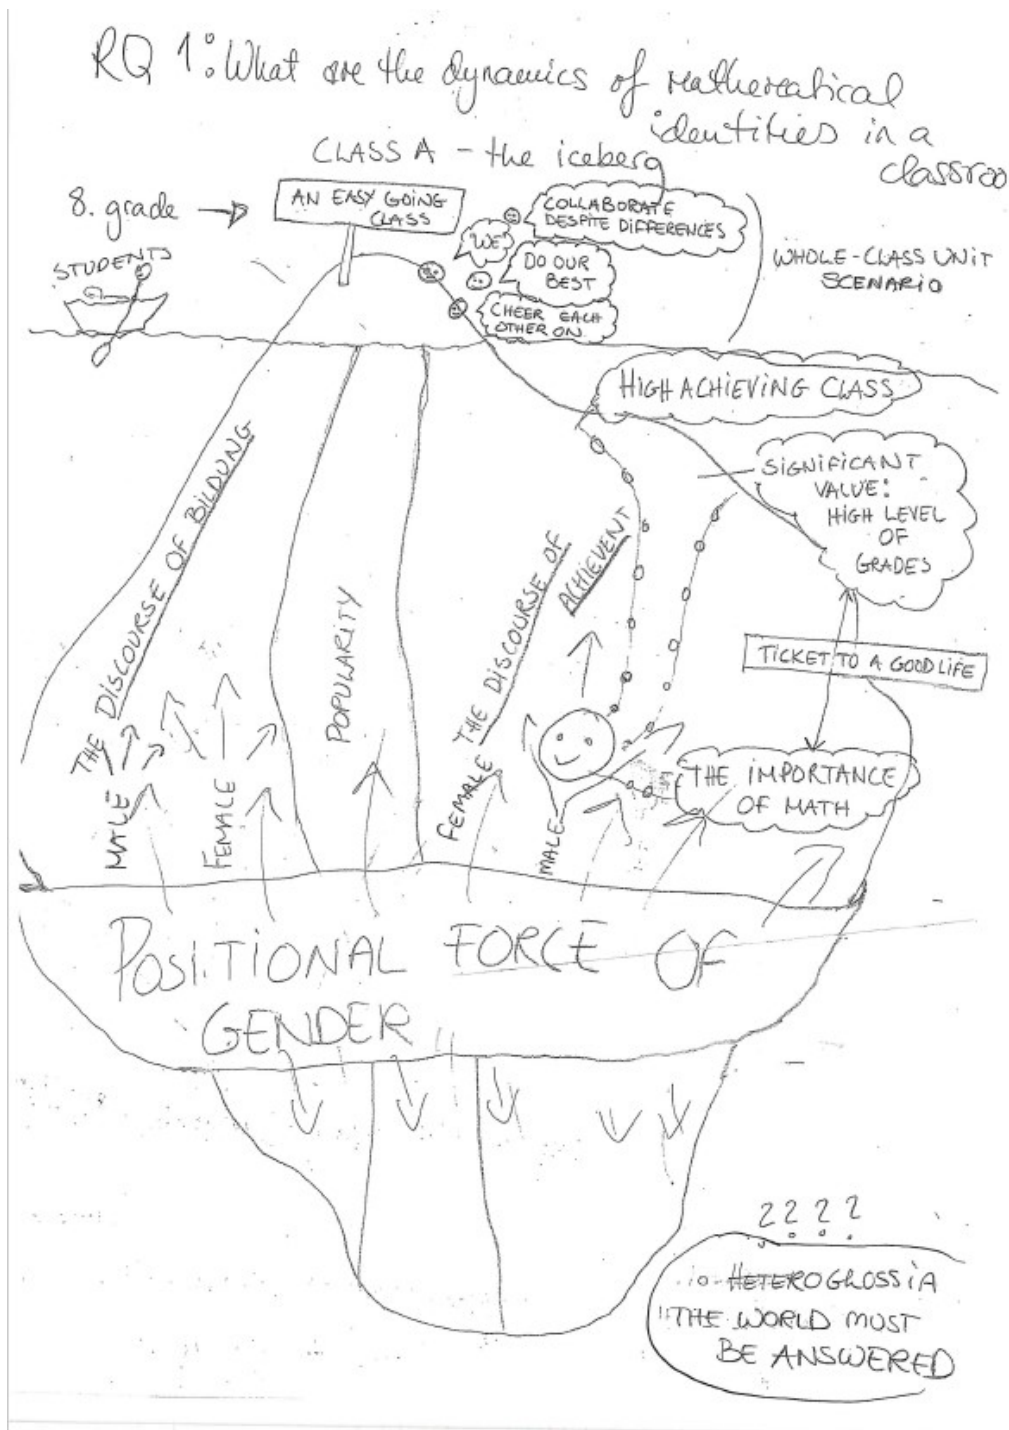 RQ 1: What are the dynamics of mathematical
identities in a
classroo
CLASS A - the iceberg
8. grade
AN EASY GOING
CLASS
STUDENTS
"WE"
COLLABORATE
DESPITE DIFFERENCES
DO OUR
BEST
CHEER EACH
OTHER ON
WHOLE-CLASS UNIT
SCENARIO
HIGH ACHIEVING CLASS
SIGNIFICANT
VALUE:
HIGH LEVEL
OF
GRADES
TICKET TO A GOOD LIFE
THE IMPORTANCE
OF MATH
THE DISCOURSE OF BILDUNG
MALE
FEMALE
POPULARITY
THE DISCOURSE OF
ACHIEVENT
FEMALE
MALE
POSITIONAL FORCE OF
GENDER
????
HETEROGLOSSIA
"THE WORLD MUST
BE ANSWERED